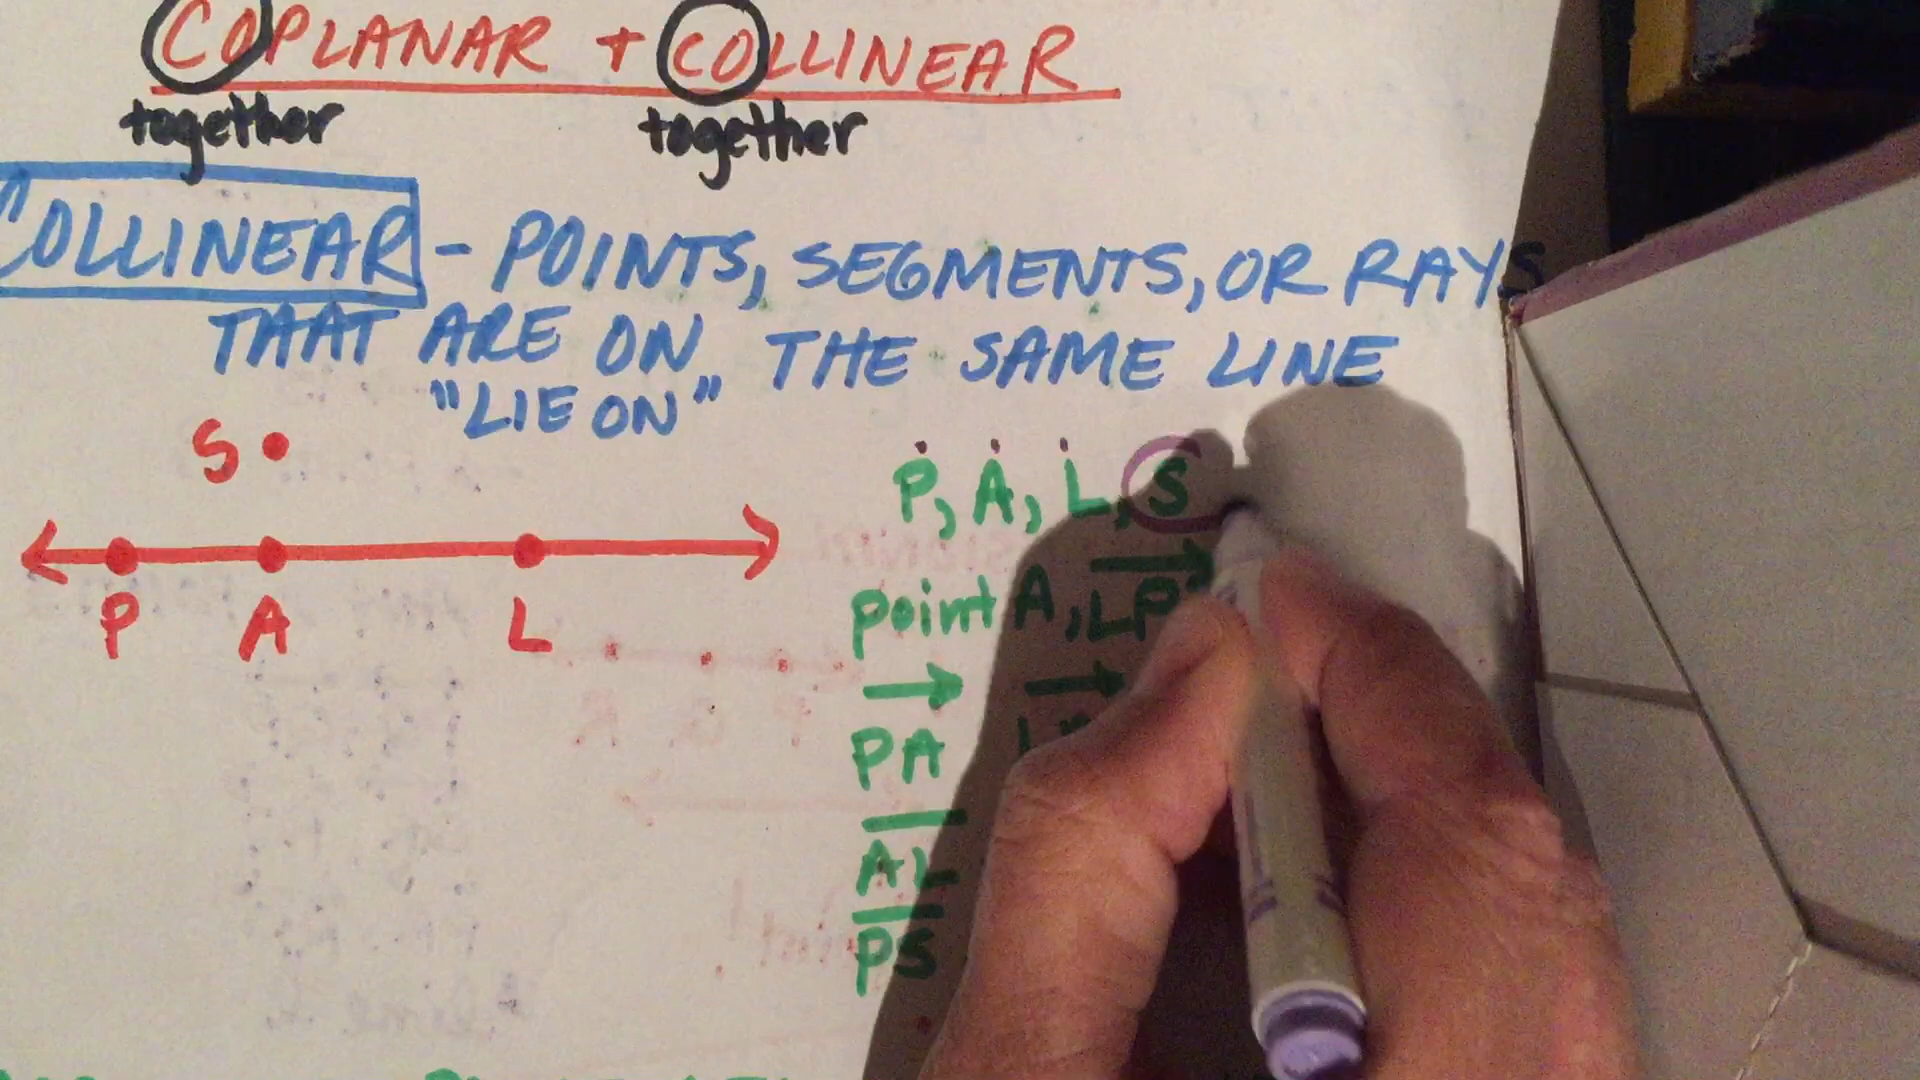 COPLANAR + COLLINEAR
together together
COLLINEAR - POINTS, SEGMENTS, OR RAYS
THAT ARE ON THE SAME LINE
"LIE ON"
S
P A L
P, A, L, S
point A, LP
PA
AL
PS